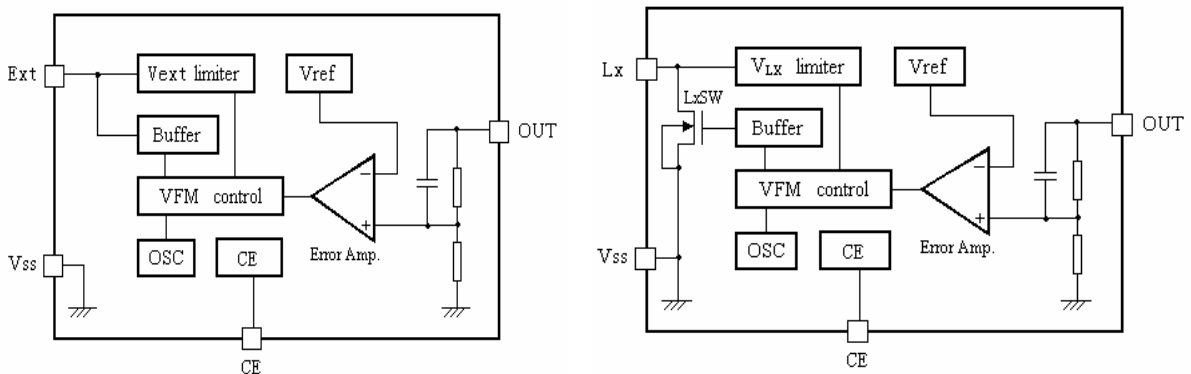 Ext
Vext limiter
Vref
Buffer
OUT
−
VFM control
+
Error Amp.
OSC
CE
Vss
CE
Lx
VLX limiter
Vref
LxSW
Buffer
OUT
−
VFM control
+
Error Amp.
OSC
CE
Vss
CE